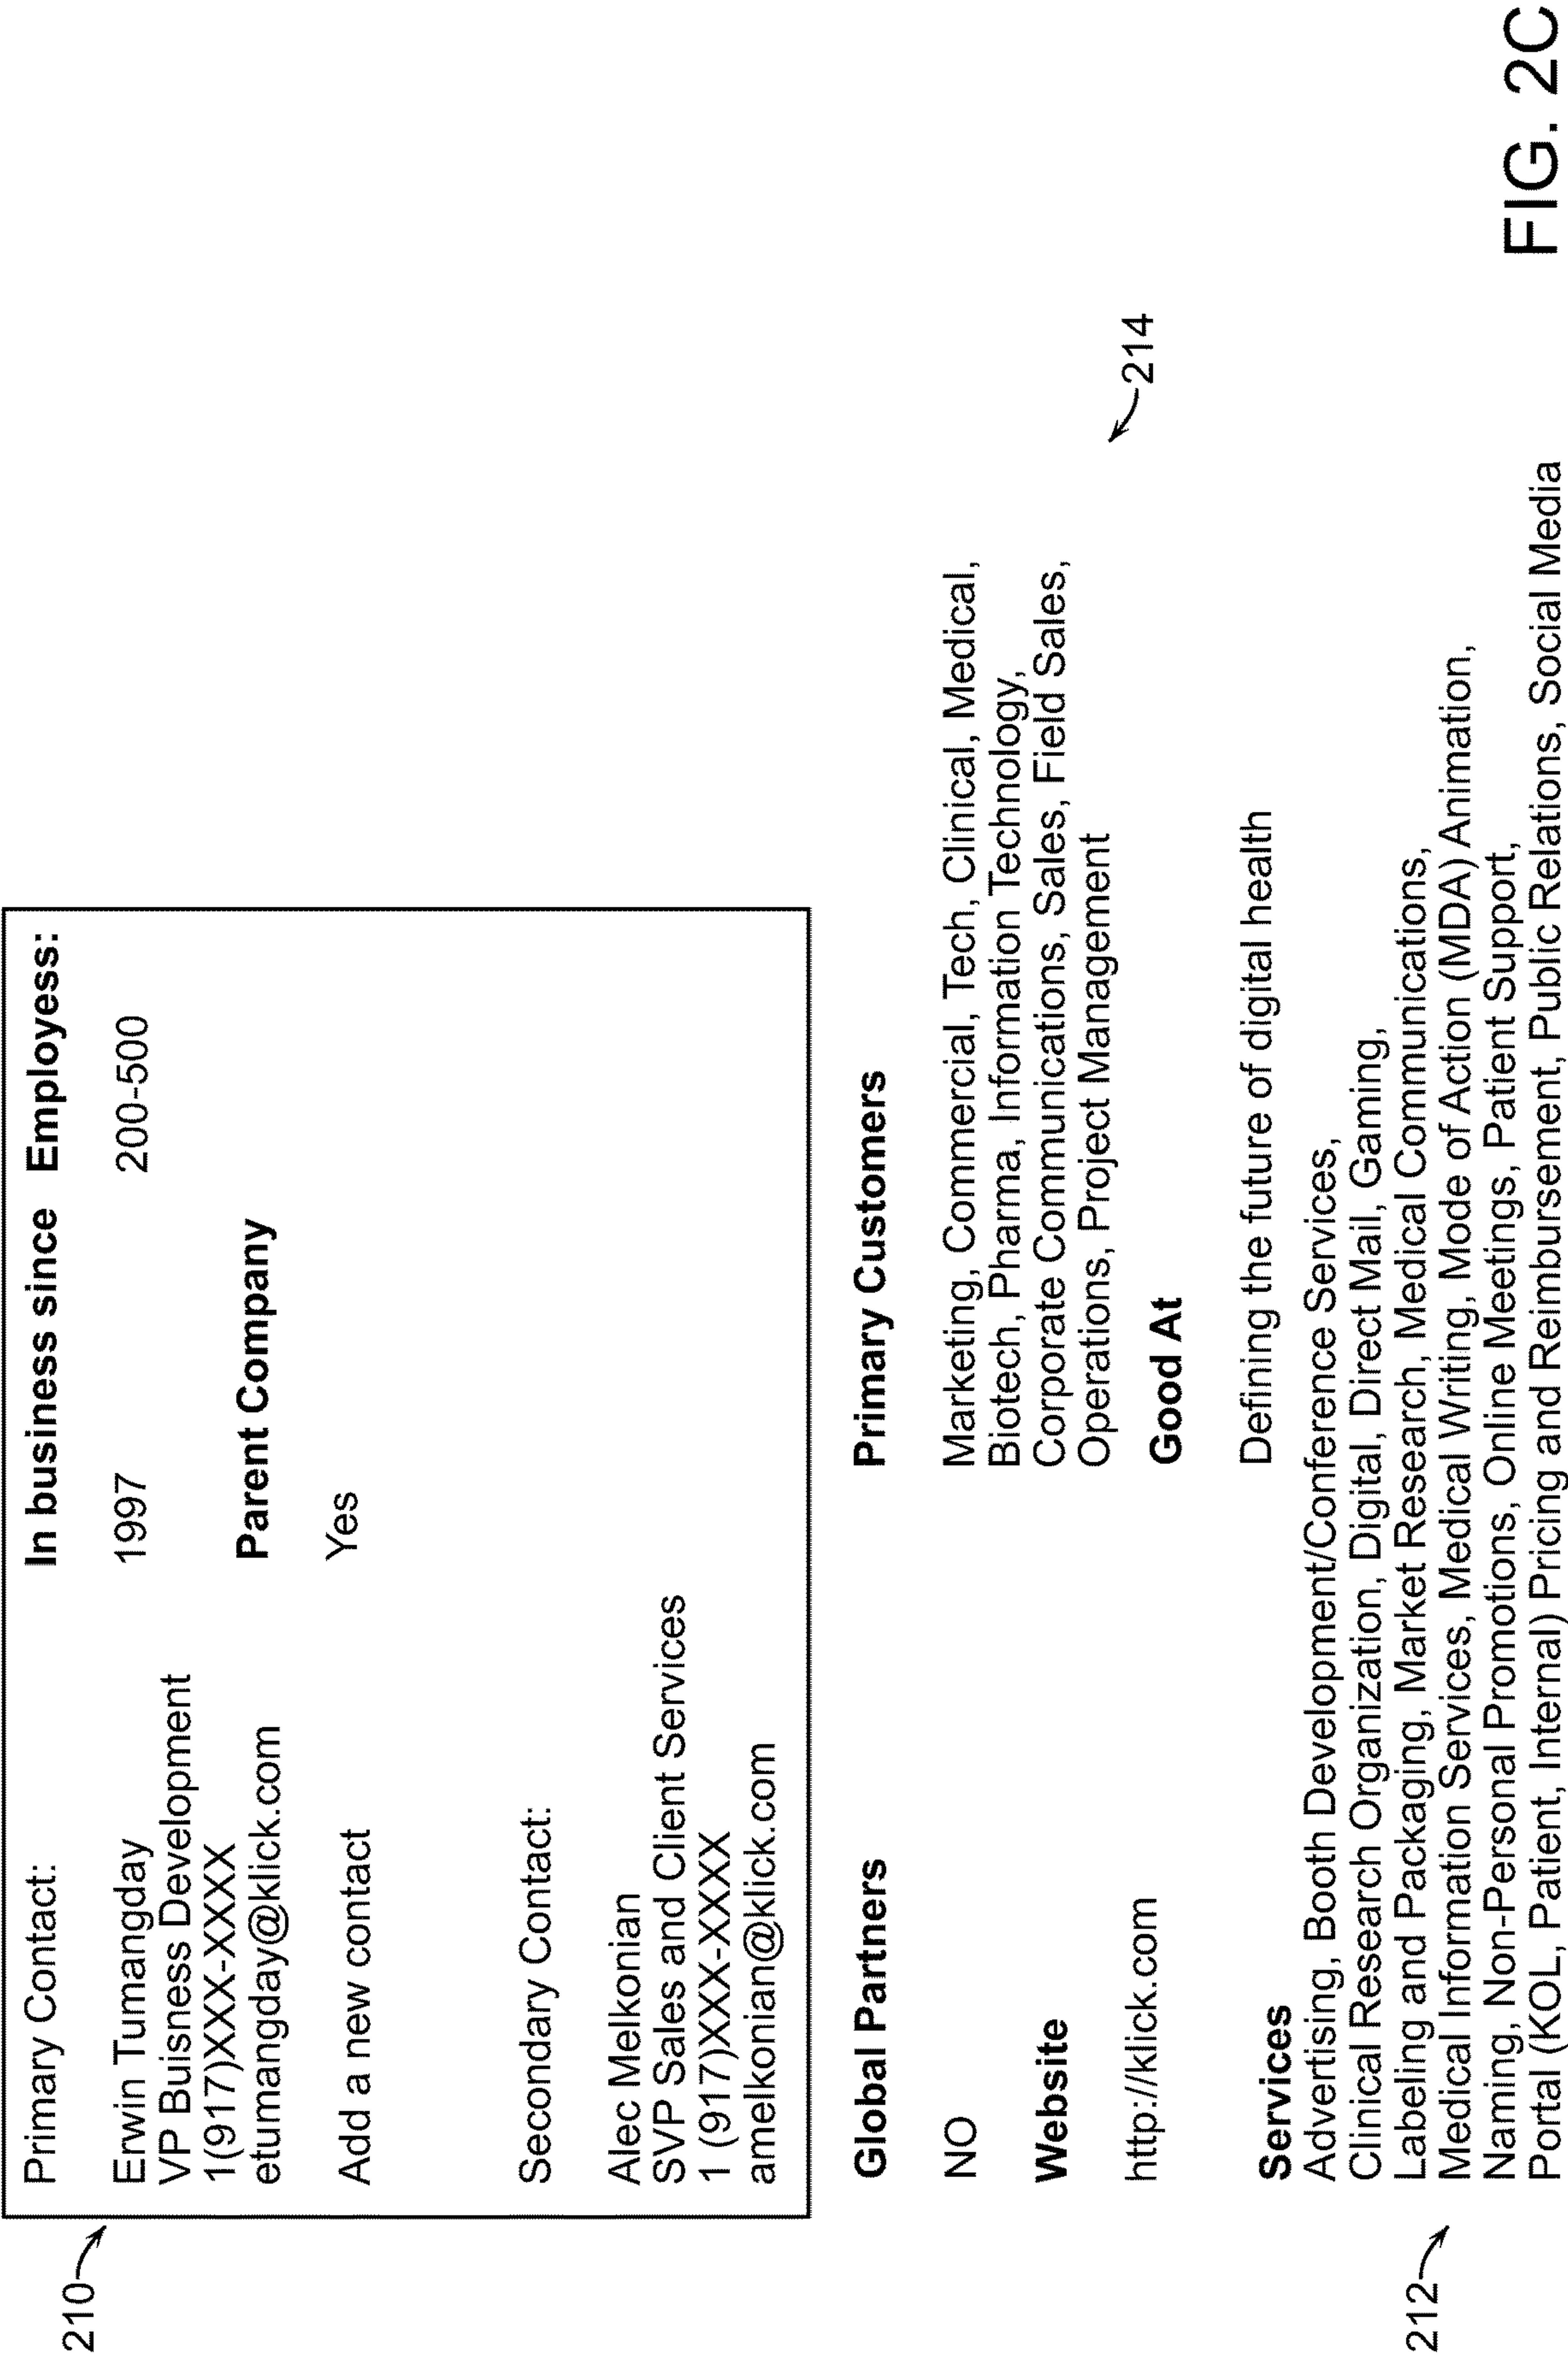 210
Primary Contact:
In business since
Employess:
Erwin Tumangday
VP Buisness Development
1(917)XXX-XXXX
etumangday@klick.com
1997
200-500
Parent Company
Yes
Add a new contact
Secondary Contact:
Alec Melkonian
SVP Sales and Client Services
1 (917)XXX-XXXX
amelkonian@klick.com
Global Partners
NO
Website
http://klick.com
Primary Customers
Marketing, Commercial, Tech, Clinical, Medical,
Biotech, Pharma, Information Technology,
Corporate Communications, Sales, Field Sales,
Operations, Project Management
214
Good At
Defining the future of digital health
212
Services
Advertising, Booth Development/Conference Services,
Clinical Research Organization, Digital, Direct Mail, Gaming,
Labeling and Packaging, Market Research, Medical Communications,
Medical Information Services, Medical Writing, Mode of Action (MDA) Animation,
Naming, Non-Personal Promotions, Online Meetings, Patient Support,
Portal (KOL, Patient, Internal) Pricing and Reimbursement, Public Relations, Social Media
FIG. 2C